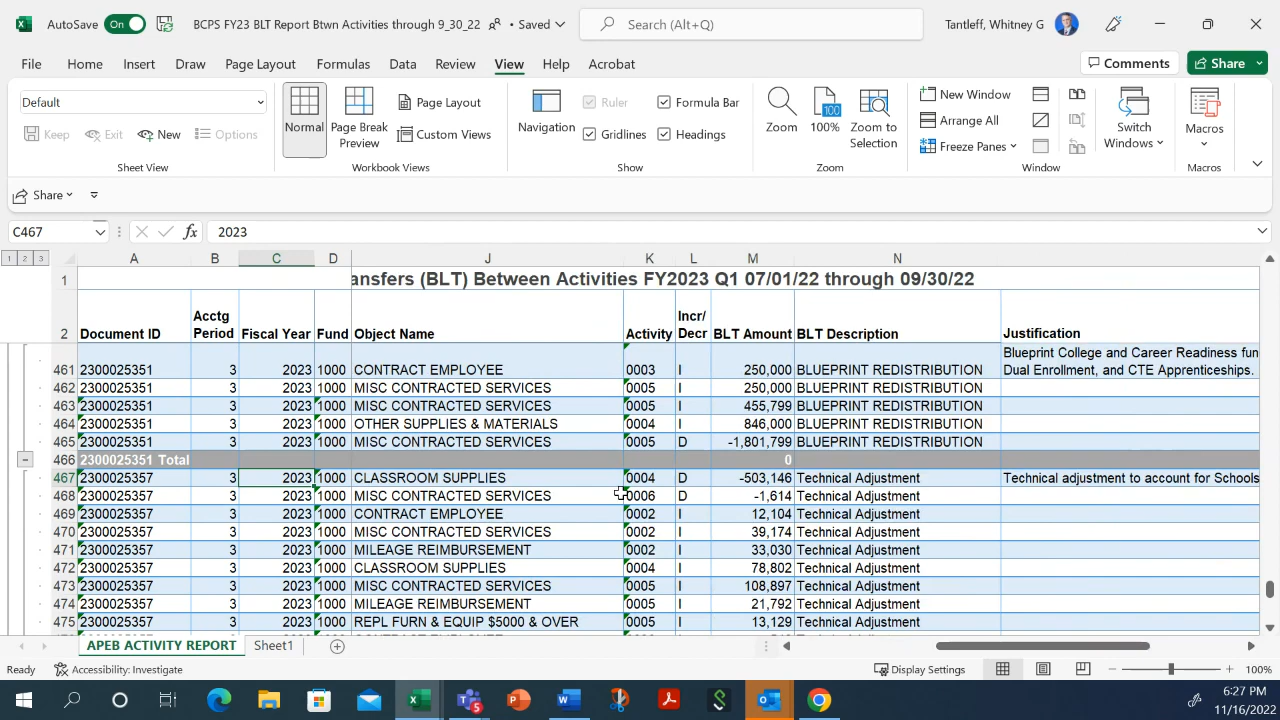 AutoSave On BCPS FY23 BLT Report Btwn Activities through 9_30_22 • Saved Search (Alt+Q) Tantleff, Whitney G
File Home Insert Draw Page Layout Formulas Data Review View Help Acrobat Comments Share
Default
Keep Exit New Options
Sheet View
Normal Page Break Preview Page Layout Custom Views
Workbook Views
Navigation Ruler Gridlines Formula Bar Headings
Show
Zoom 100% Zoom to Selection
Zoom
New Window Arrange All Freeze Panes Switch Windows
Window
Macros
Macros
Share
C467 fx 2023
1 2 3 A B C D J K L M N
1 ansfers (BLT) Between Activities FY2023 Q1 07/01/22 through 09/30/22
2 Document ID Acctg Period Fiscal Year Fund Object Name Activity Incr/ Decr BLT Amount BLT Description Justification
461 2300025351 3 2023 1000 CONTRACT EMPLOYEE 0003 I 250,000 BLUEPRINT REDISTRIBUTION Blueprint College and Career Readiness fun Dual Enrollment, and CTE Apprenticeships.
462 2300025351 3 2023 1000 MISC CONTRACTED SERVICES 0005 I 250,000 BLUEPRINT REDISTRIBUTION
463 2300025351 3 2023 1000 MISC CONTRACTED SERVICES 0005 I 455,799 BLUEPRINT REDISTRIBUTION
464 2300025351 3 2023 1000 OTHER SUPPLIES & MATERIALS 0004 I 846,000 BLUEPRINT REDISTRIBUTION
465 2300025351 3 2023 1000 MISC CONTRACTED SERVICES 0005 D -1,801,799 BLUEPRINT REDISTRIBUTION
466 2300025351 Total 0
467 2300025357 3 2023 1000 CLASSROOM SUPPLIES 0004 D -503,146 Technical Adjustment Technical adjustment to account for Schools
468 2300025357 3 2023 1000 MISC CONTRACTED SERVICES 0006 D -1,614 Technical Adjustment
469 2300025357 3 2023 1000 CONTRACT EMPLOYEE 0002 I 12,104 Technical Adjustment
470 2300025357 3 2023 1000 MISC CONTRACTED SERVICES 0002 I 39,174 Technical Adjustment
471 2300025357 3 2023 1000 MILEAGE REIMBURSEMENT 0002 I 33,030 Technical Adjustment
472 2300025357 3 2023 1000 CLASSROOM SUPPLIES 0004 I 78,802 Technical Adjustment
473 2300025357 3 2023 1000 MISC CONTRACTED SERVICES 0005 I 108,897 Technical Adjustment
474 2300025357 3 2023 1000 MILEAGE REIMBURSEMENT 0005 I 21,792 Technical Adjustment
475 2300025357 3 2023 1000 REPL FURN & EQUIP $5000 & OVER 0005 I 13,129 Technical Adjustment
APEB ACTIVITY REPORT Sheet1
Ready Accessibility: Investigate Display Settings 100%
6:27 PM
11/16/2022